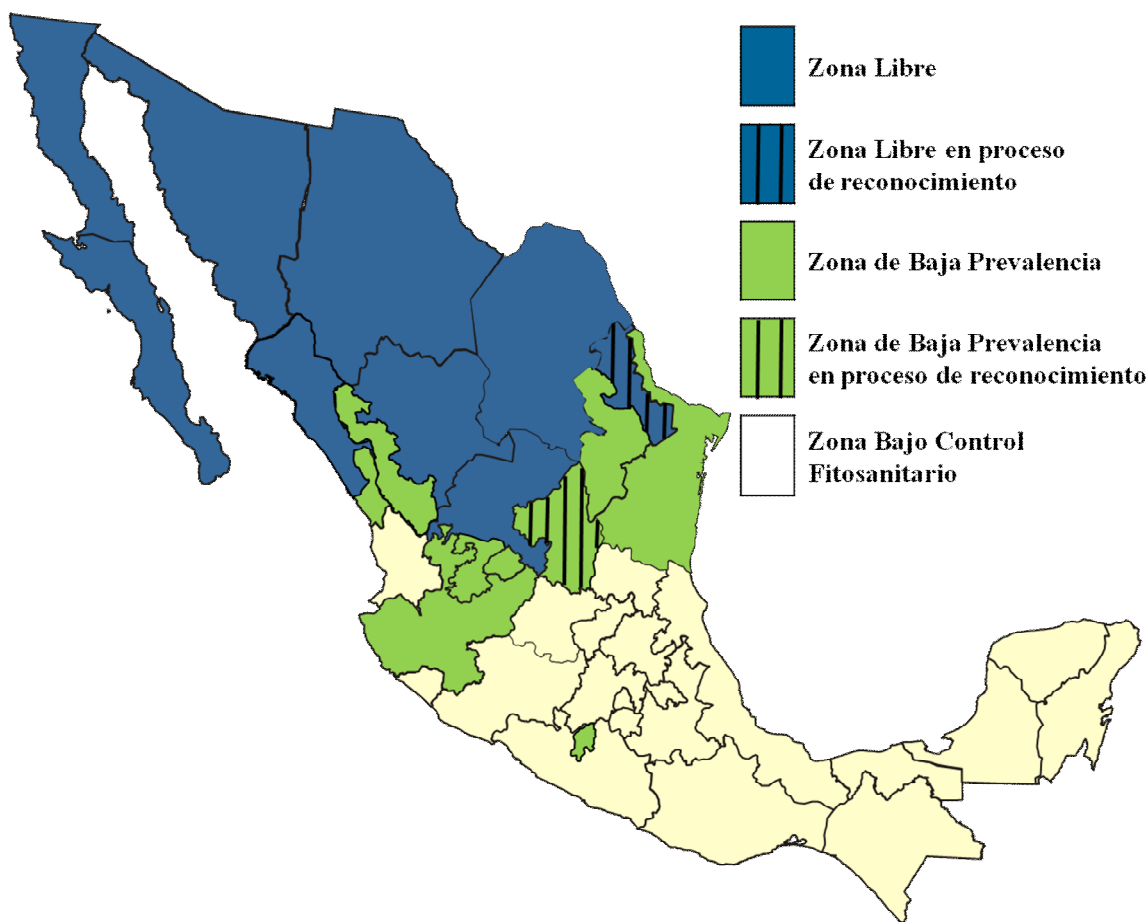 Zona Libre
Zona Libre en proceso
de reconocimiento
Zona de Baja Prevalencia
Zona de Baja Prevalencia
en proceso de reconocimiento
Zona Bajo Control
Fitosanitario